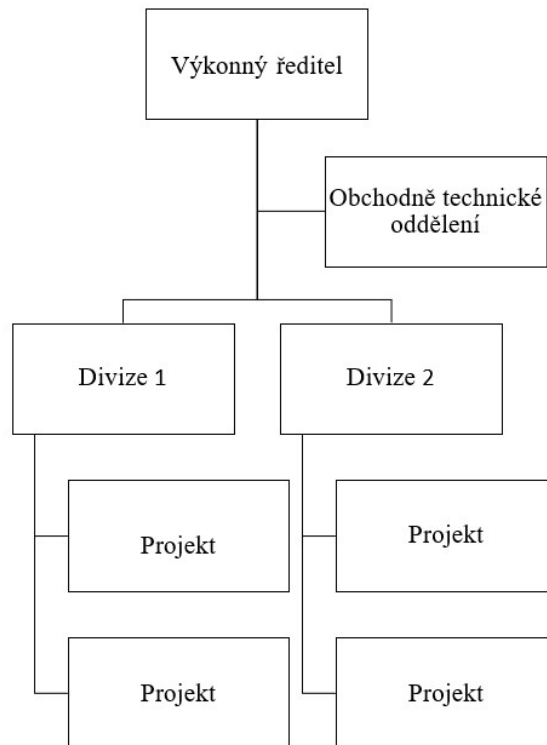 Výkonný ředitel
Obchodně technické
oddělení
Divize 1
Divize 2
Projekt
Projekt
Projekt
Projekt